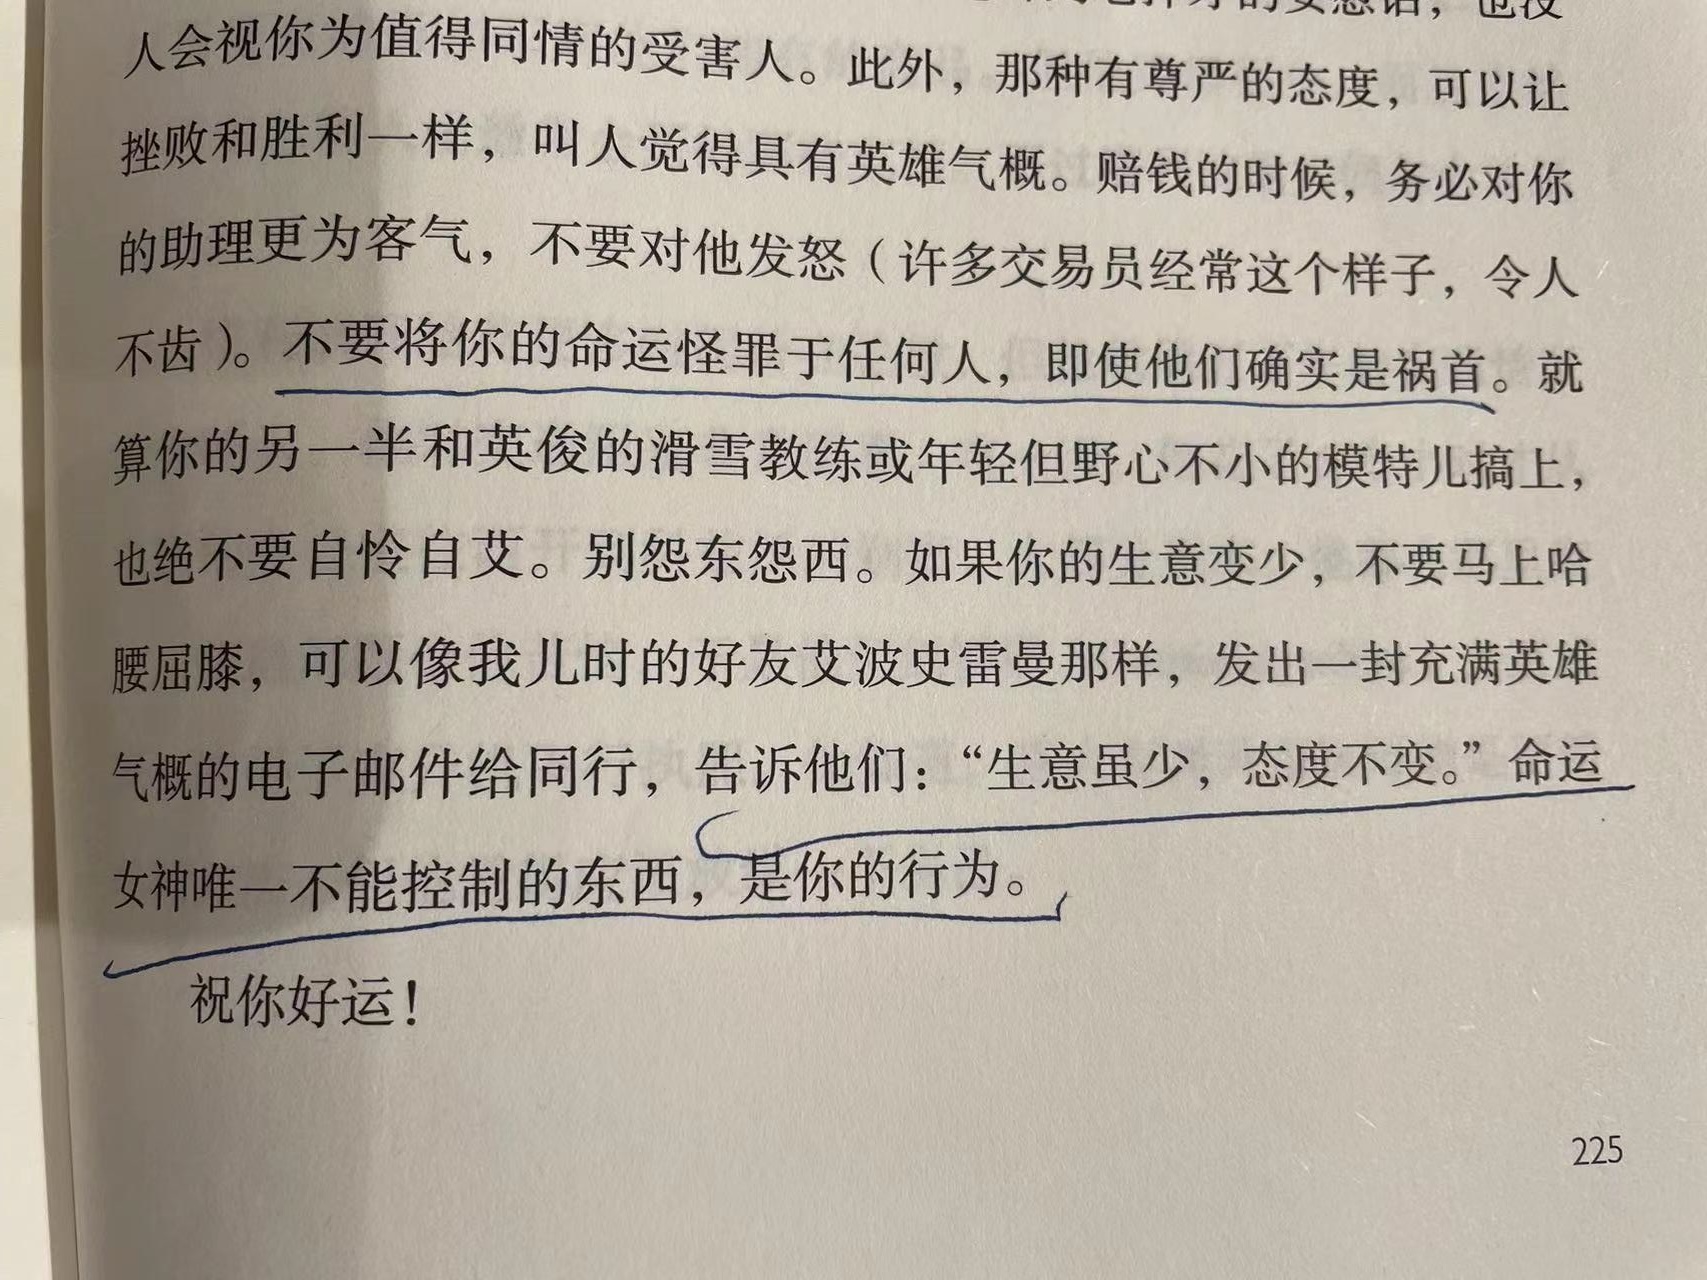 人会视你为值得同情的受害人。此外，那种有尊严的态度，可以让
挫败和胜利一样，叫人觉得具有英雄气概。赔钱的时候，务必对你
的助理更为客气，不要对他发怒（许多交易员经常这个样子，令人
不齿）。不要将你的命运怪罪于任何人，即使他们确实是祸首。就
算你的另一半和英俊的滑雪教练或年轻但野心不小的模特儿搞上，
也绝不要自怜自艾。别怨东怨西。如果你的生意变少，不要马上哈
腰屈膝，可以像我儿时的好友艾波史雷曼那样，发出一封充满英雄
气概的电子邮件给同行，告诉他们：“生意虽少，态度不变。”命运
女神唯一不能控制的东西，是你的行为。
祝你好运！
225